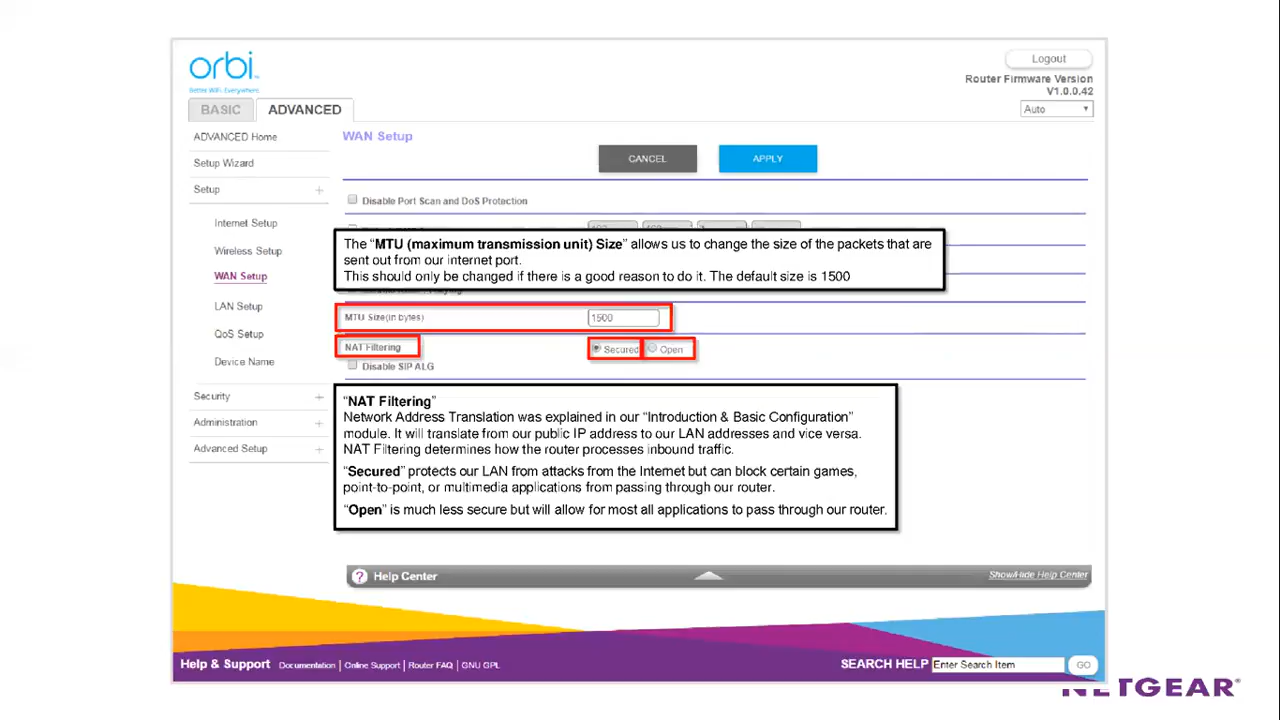 orbi
Better WiFi. Everywhere.
Logout
Router Firmware Version
V1.0.0.42
Auto
BASIC
ADVANCED
ADVANCED Home
Setup Wizard
Setup
Internet Setup
Wireless Setup
WAN Setup
LAN Setup
QoS Setup
Device Name
Security
Administration
Advanced Setup
WAN Setup
CANCEL
APPLY
Disable Port Scan and DoS Protection
The “MTU (maximum transmission unit) Size” allows us to change the size of the packets that are
sent out from our internet port.
This should only be changed if there is a good reason to do it. The default size is 1500
MTU Size(in bytes)
1500
NAT Filtering
Secured
Open
Disable SIP ALG
“NAT Filtering”
Network Address Translation was explained in our “Introduction & Basic Configuration”
module. It will translate from our public IP address to our LAN addresses and vice versa.
NAT Filtering determines how the router processes inbound traffic.
“Secured” protects our LAN from attacks from the Internet but can block certain games,
point-to-point, or multimedia applications from passing through our router.
“Open” is much less secure but will allow for most all applications to pass through our router.
? Help Center
Show/Hide Help Center
Help & Support Documentation | Online Support | Router FAQ | GNU GPL
SEARCH HELP Enter Search Item GO
NETGEAR®